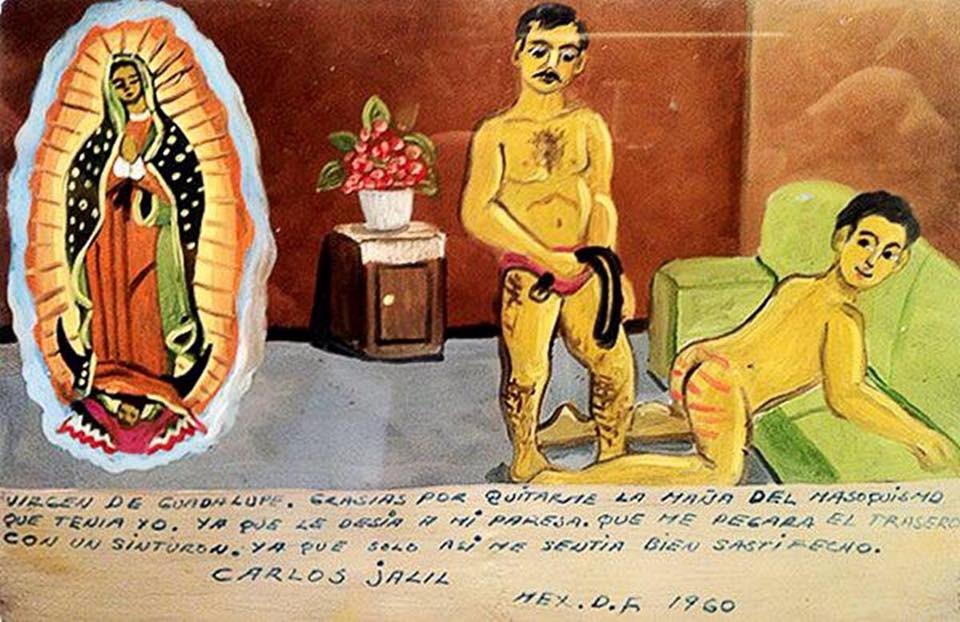 VIRGEN DE GUADALUPE. GRASIAS POR QUITARME LA MAÑA DEL MASOQUISMO
QUE TENIA YO. YA QUE LE DESIA A MI PAREJA. QUE ME PEGARA EL TRASERO
CON UN SINTURON. YA QUE SOLO ASI ME SENTIA BIEN SASTIFECHO.
CARLOS JALIL
MEX. D. F. 1960